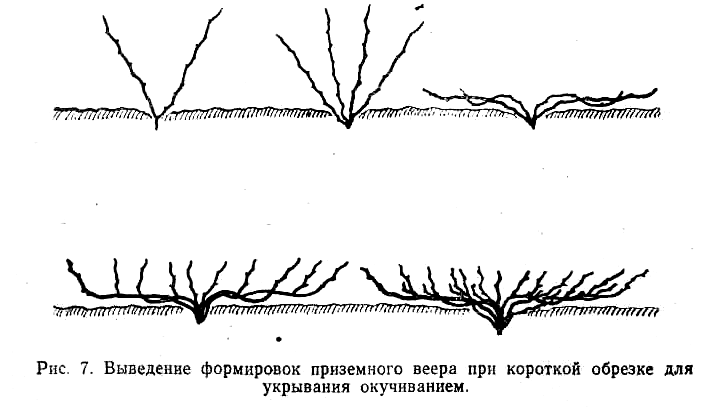 Рис. 7. Выведение формировок приземного веера при короткой обрезке для
укрывания окучиванием.